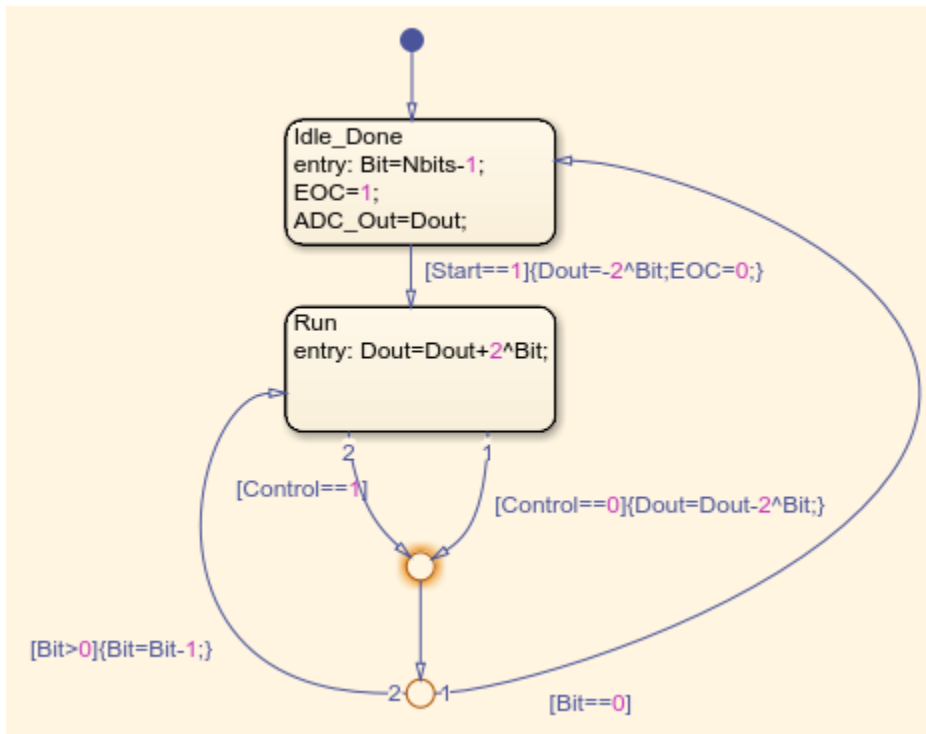 Idle_Done
entry: Bit=Nbits-1;
EOC=1;
ADC_Out=Dout;
[Start==1]{Dout=-2^Bit;EOC=0;}
Run
entry: Dout=Dout+2^Bit;
2
1
[Control==1]
[Control==0]{Dout=Dout-2^Bit;}
[Bit>0]{Bit=Bit-1;}
2
1
[Bit==0]